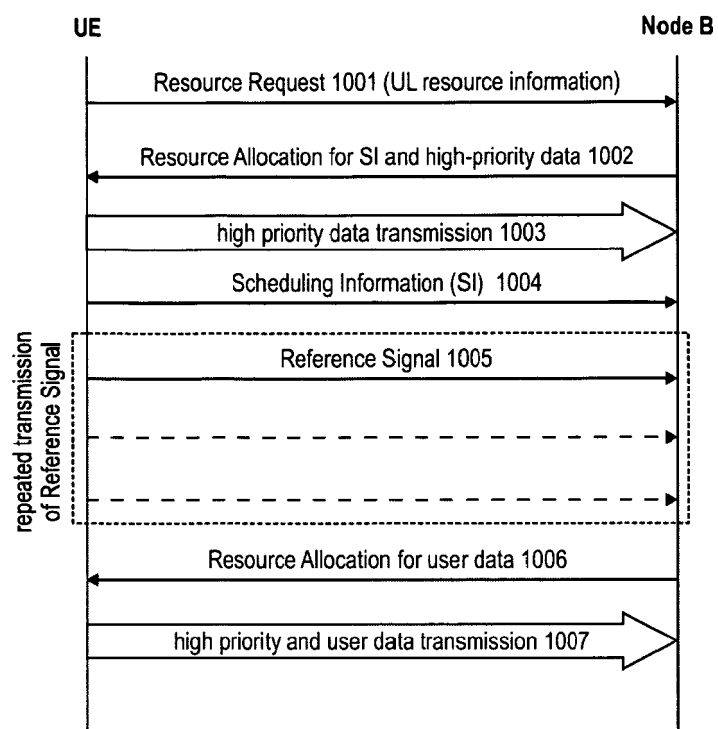 UE
Node B
Resource Request 1001 (UL resource information)
Resource Allocation for SI and high-priority data 1002
high priority data transmission 1003
Scheduling Information (SI) 1004
repeated transmission
of Reference Signal
Reference Signal 1005
Resource Allocation for user data 1006
high priority and user data transmission 1007